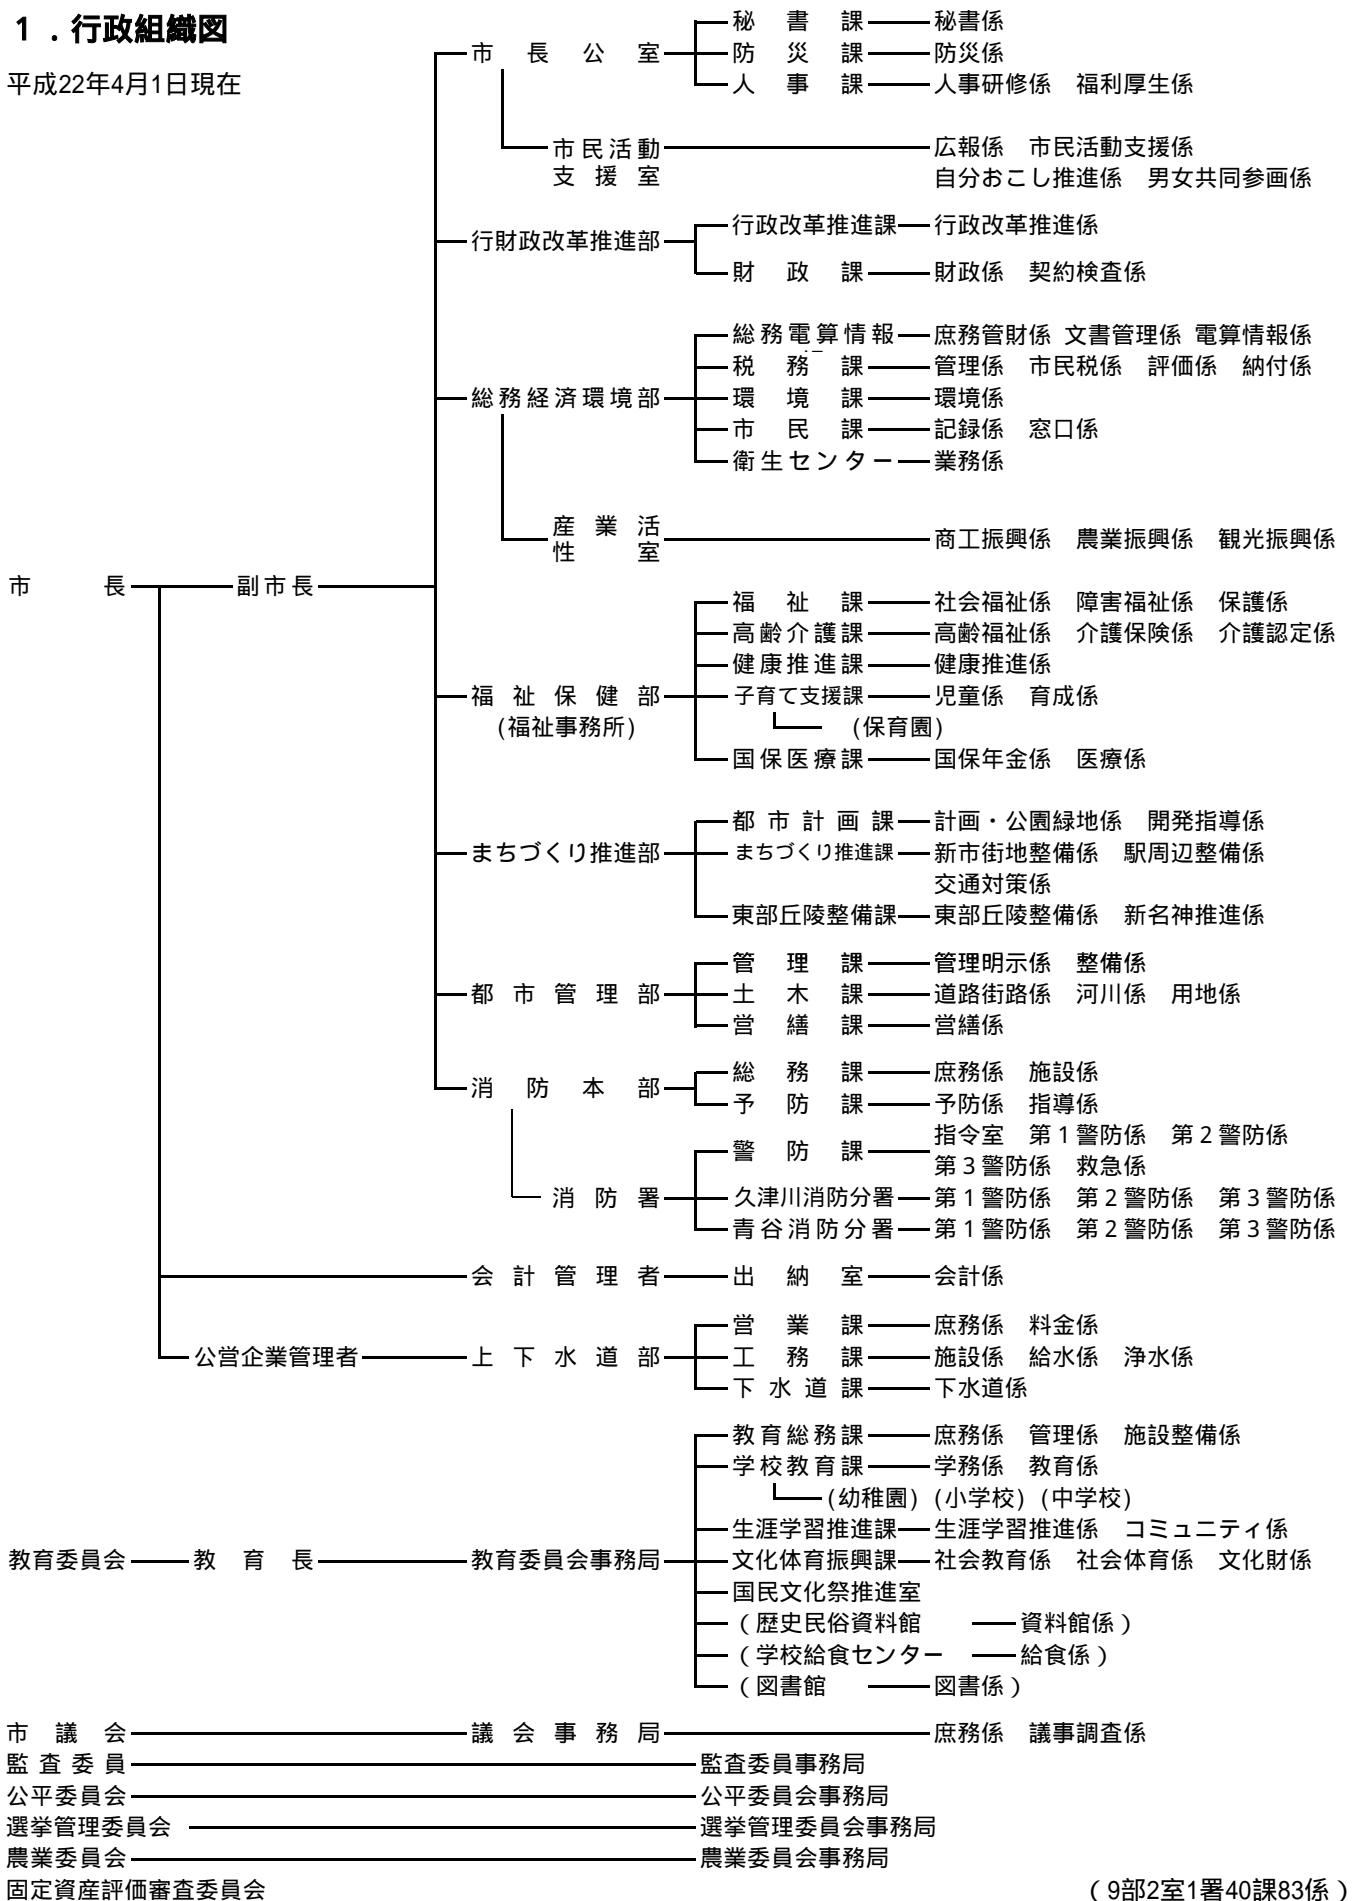 1．行政組織図
平成22年4月1日現在
市長公室 秘書課 秘書係
防災課 防災係
人事課 人事研修係 福利厚生係
市民活動支援室 広報係 市民活動支援係
自分おこし推進係 男女共同参画係
行財政改革推進部 行政改革推進課 行政改革推進係
財政課 財政係 契約検査係
総務経済環境部 総務電算情報 庶務管財係 文書管理係 電算情報係
税務課 管理係 市民税係 評価係 納付係
環境課 環境係
市民課 記録係 窓口係
衛生センター 業務係
産業活性室 商工振興係 農業振興係 観光振興係
市長 副市長
福祉保健部 (福祉事務所) 福祉課 社会福祉係 障害福祉係 保護係
高齢介護課 高齢福祉係 介護保険係 介護認定係
健康推進課 健康推進係
子育て支援課 児童係 育成係
(保育園)
国保医療課 国保年金係 医療係
まちづくり推進部 都市計画課 計画・公園緑地係 開発指導係
まちづくり推進課 新市街地整備係 駅周辺整備係
交通対策係
東部丘陵整備課 東部丘陵整備係 新名神推進係
都市管理部 管理課 管理明示係 整備係
土木課 道路街路係 河川係 用地係
営繕課 営繕係
消防本部 総務課 庶務係 施設係
予防課 予防係 指導係
消防署 警防課 指令室 第1警防係 第2警防係
第3警防係 救急係
久津川消防分署 第1警防係 第2警防係 第3警防係
青谷消防分署 第1警防係 第2警防係 第3警防係
会計管理者 出納室 会計係
公営企業管理者 上下水道部 営業課 庶務係 料金係
工務課 施設係 給水係 浄水係
下水道課 下水道係
教育委員会 教育長 教育委員会事務局 教育総務課 庶務係 管理係 施設整備係
学校教育課 学務係 教育係
(幼稚園) (小学校) (中学校)
生涯学習推進課 生涯学習推進係 コミュニティ係
文化体育振興課 社会教育係 社会体育係 文化財係
国民文化祭推進室
（歴史民俗資料館 資料館係）
（学校給食センター 給食係）
（図書館 図書係）
市議会 議会事務局 庶務係 議事調査係
監査委員 監査委員事務局
公平委員会 公平委員会事務局
選挙管理委員会 選挙管理委員会事務局
農業委員会 農業委員会事務局
固定資産評価審査委員会
（9部2室1署40課83係）